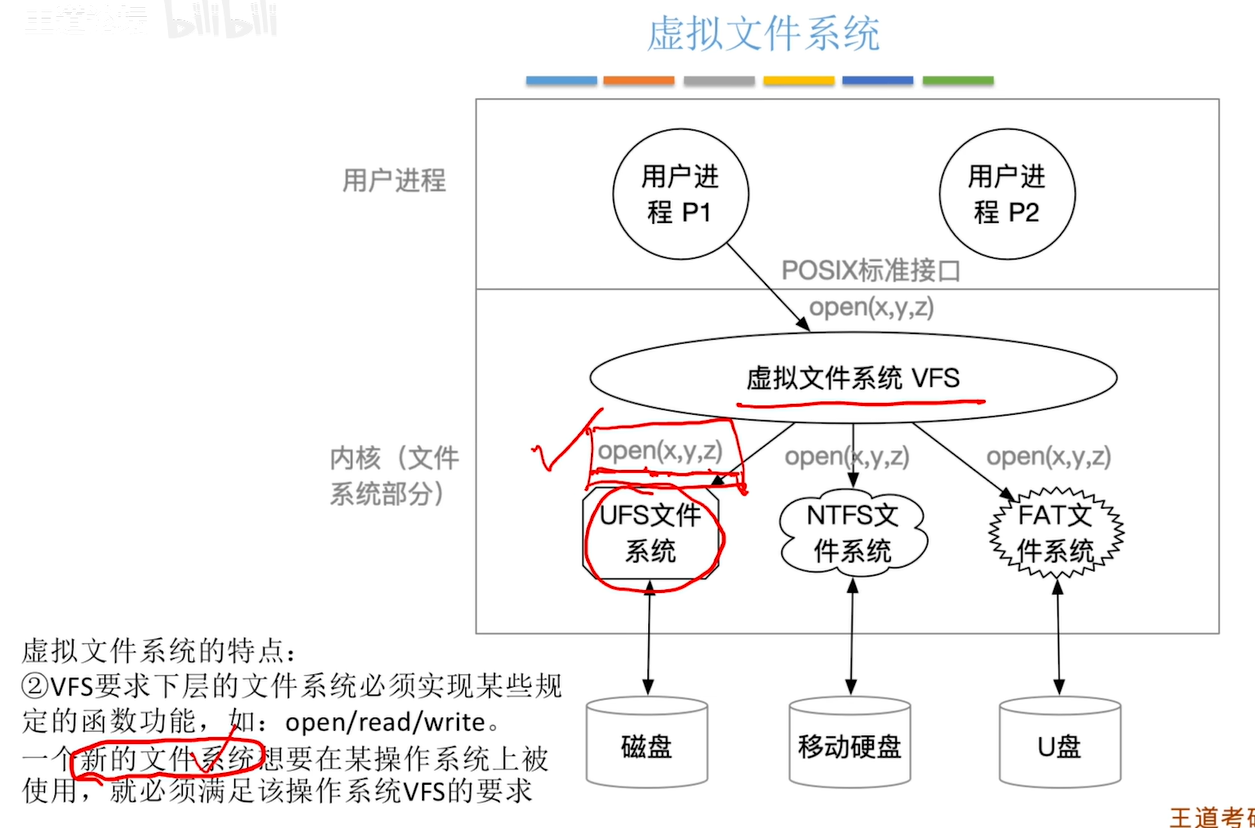 bilibili
虚拟文件系统
用户进程
用户进
程 P1
用户进
程 P2
POSIX标准接口
open(x,y,z)
虚拟文件系统 VFS
内核（文件
系统部分）
open(x,y,z)
open(x,y,z)
open(x,y,z)
UFS文件
系统
NTFS文
件系统
FAT文
件系统
磁盘
移动硬盘
U盘
虚拟文件系统的特点：
②VFS要求下层的文件系统必须实现某些规
定的函数功能，如：open/read/write。
一个新的文件系统想要在某操作系统上被
使用，就必须满足该操作系统VFS的要求
王道考研